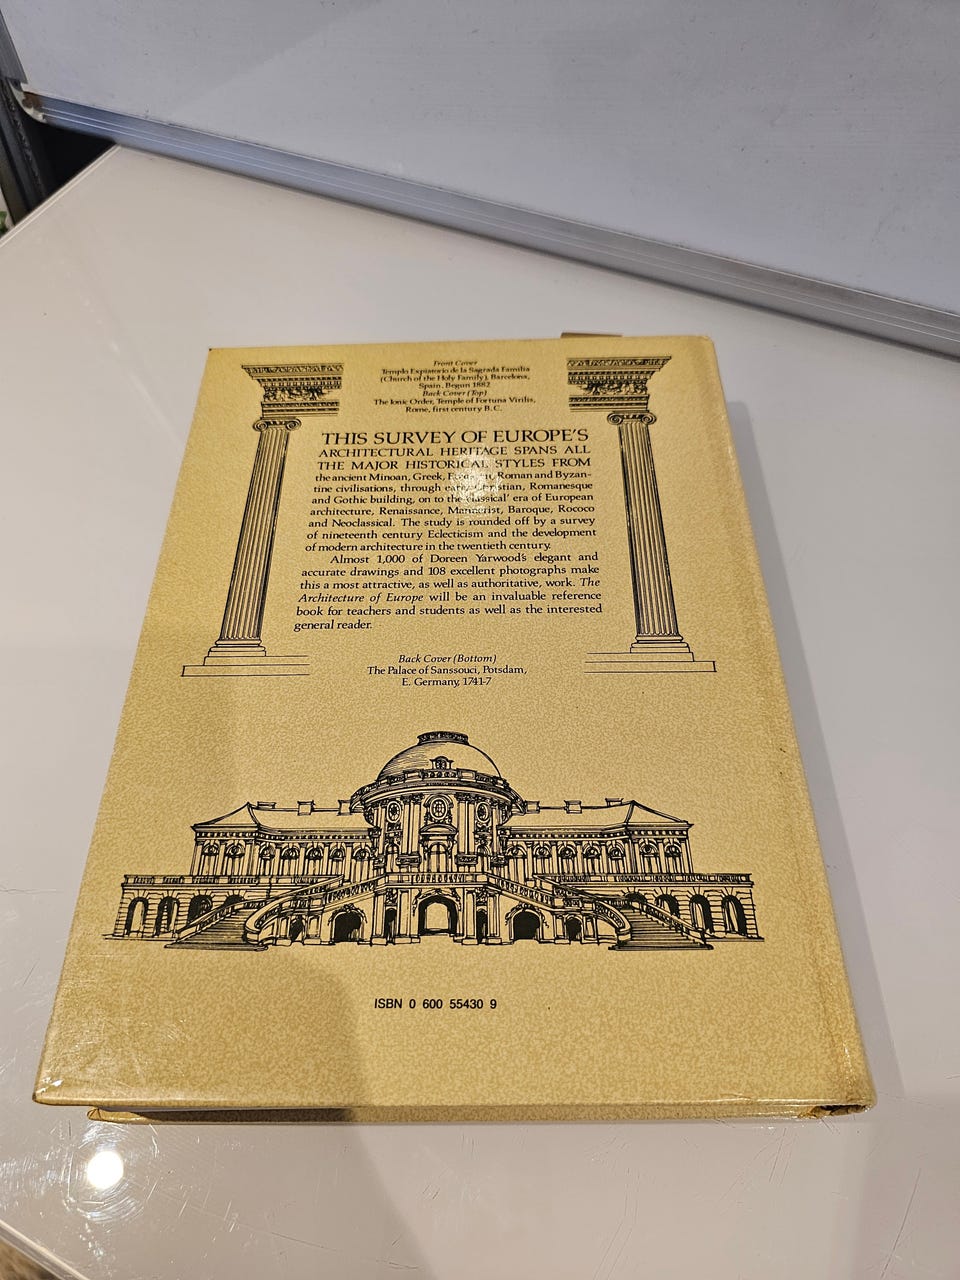 Front Cover
Templo Expiatorio de la Sagrada Familia
(Church of the Holy Family), Barcelona,
Spain. Begun 1882
Back Cover (Top)
The Ionic Order, Temple of Fortuna Virilis,
Rome, first century B.C.
THIS SURVEY OF EUROPE'S
ARCHITECTURAL HERITAGE SPANS ALL
THE MAJOR HISTORICAL STYLES FROM
the ancient Minoan, Greek, Roman and Byzan-
tine civilisations, through early Christian, Romanesque
and Gothic building, on to the 'classical' era of European
architecture, Renaissance, Mannerist, Baroque, Rococo
and Neoclassical. The study is rounded off by a survey
of nineteenth century Eclecticism and the development
of modern architecture in the twentieth century.
Almost 1,000 of Doreen Yarwood's elegant and
accurate drawings and 108 excellent photographs make
this a most attractive, as well as authoritative, work. The
Architecture of Europe will be an invaluable reference
book for teachers and students as well as the interested
general reader.
Back Cover (Bottom)
The Palace of Sanssouci, Potsdam,
E. Germany, 1741-7
ISBN 0 600 55430 9